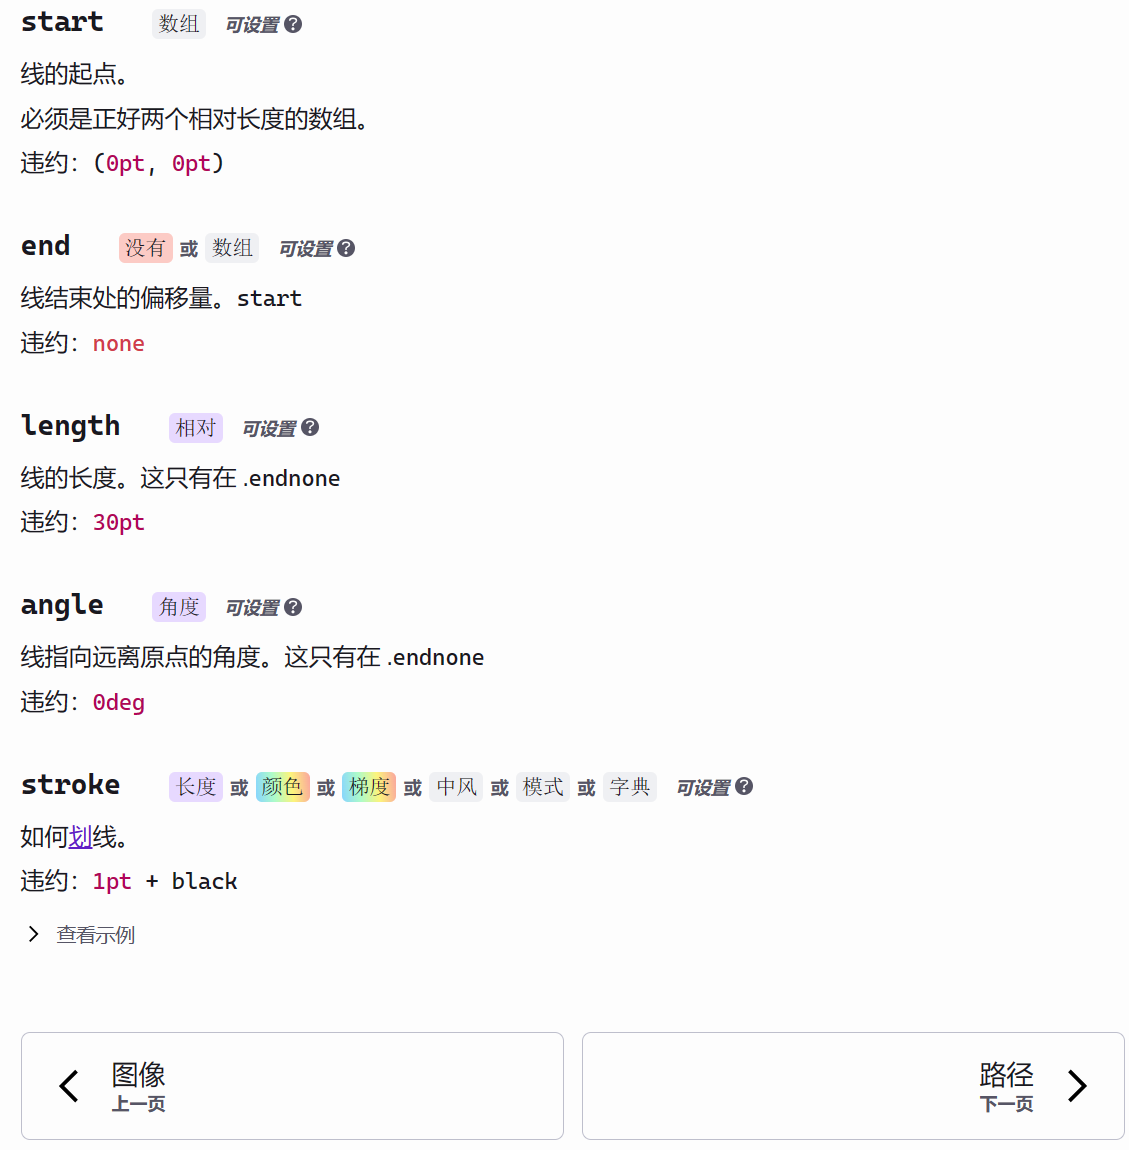 start 数组 可设置
线的起点。
必须是正好两个相对长度的数组。
违约：(0pt, 0pt)
end 没有 或 数组 可设置
线结束处的偏移量。start
违约：none
length 相对 可设置
线的长度。这只有在 .endnone
违约：30pt
angle 角度 可设置
线指向远离原点的角度。这只有在 .endnone
违约：0deg
stroke 长度 或 颜色 或 梯度 或 中风 或 模式 或 字典 可设置
如何划线。
违约：1pt + black
查看示例
图像
上一页
路径
下一页